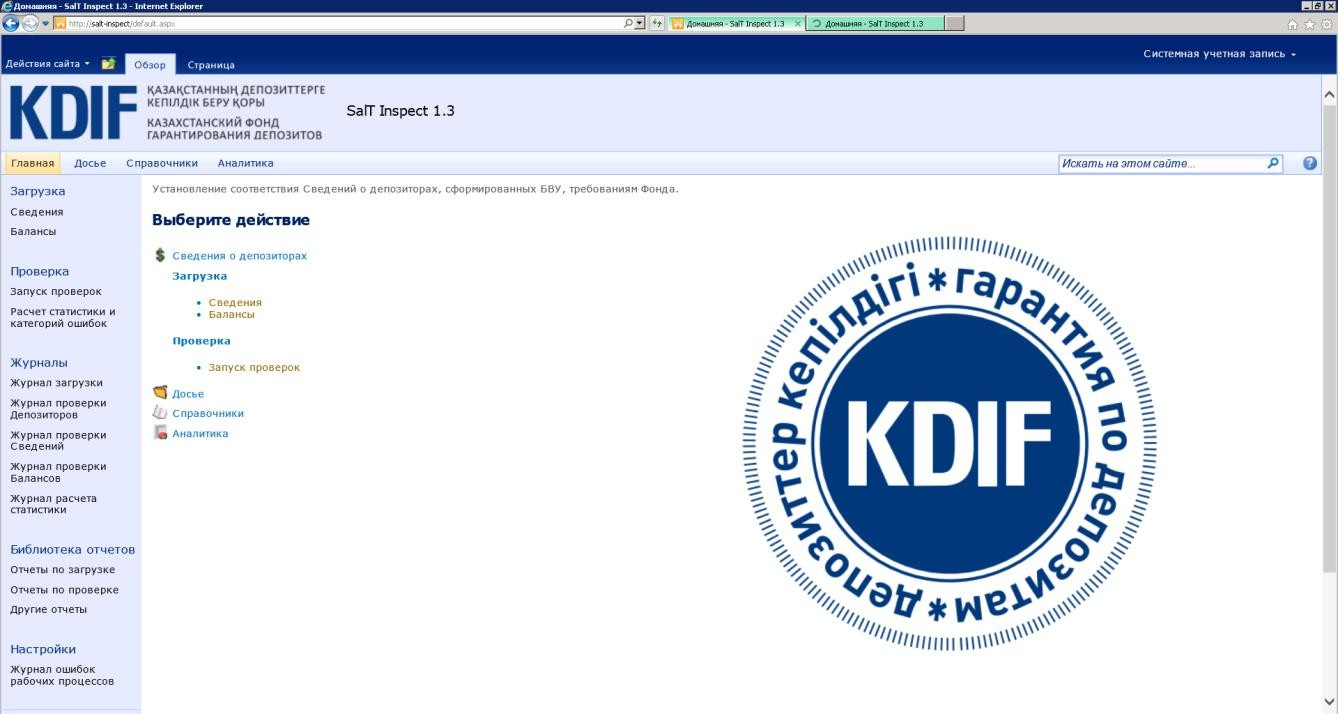 Домашняя - SaIT Inspect 1.3 - Internet Explorer
http://salt-inspect/default.aspx
Домашняя - SaIT Inspect 1.3
Домашняя - SaIT Inspect 1.3
Действия сайта
Обзор
Страница
Системная учетная запись
KDIF
ҚАЗАҚСТАННЫҢ ДЕПОЗИТТЕРГЕ
КЕПІЛДІК БЕРУ ҚОРЫ
КАЗАХСТАНСКИЙ ФОНД
ГАРАНТИРОВАНИЯ ДЕПОЗИТОВ
SaIT Inspect 1.3
Главная
Досье
Справочники
Аналитика
Искать на этом сайте...
Загрузка
Сведения
Балансы
Проверка
Запуск проверок
Расчет статистики и
категорий ошибок
Журналы
Журнал загрузки
Журнал проверки
Депозиторов
Журнал проверки
Сведений
Журнал проверки
Балансов
Журнал расчета
статистики
Библиотека отчетов
Отчеты по загрузке
Отчеты по проверке
Другие отчеты
Настройки
Журнал ошибок
рабочих процессов
Установление соответствия Сведений о депозиторах, сформированных БВУ, требованиям Фонда.
Выберите действие
Сведения о депозиторах
Загрузка
• Сведения
• Балансы
Проверка
• Запуск проверок
Досье
Справочники
Аналитика
депозиттер кепілдігі * гарантия по депозитам *
KDIF